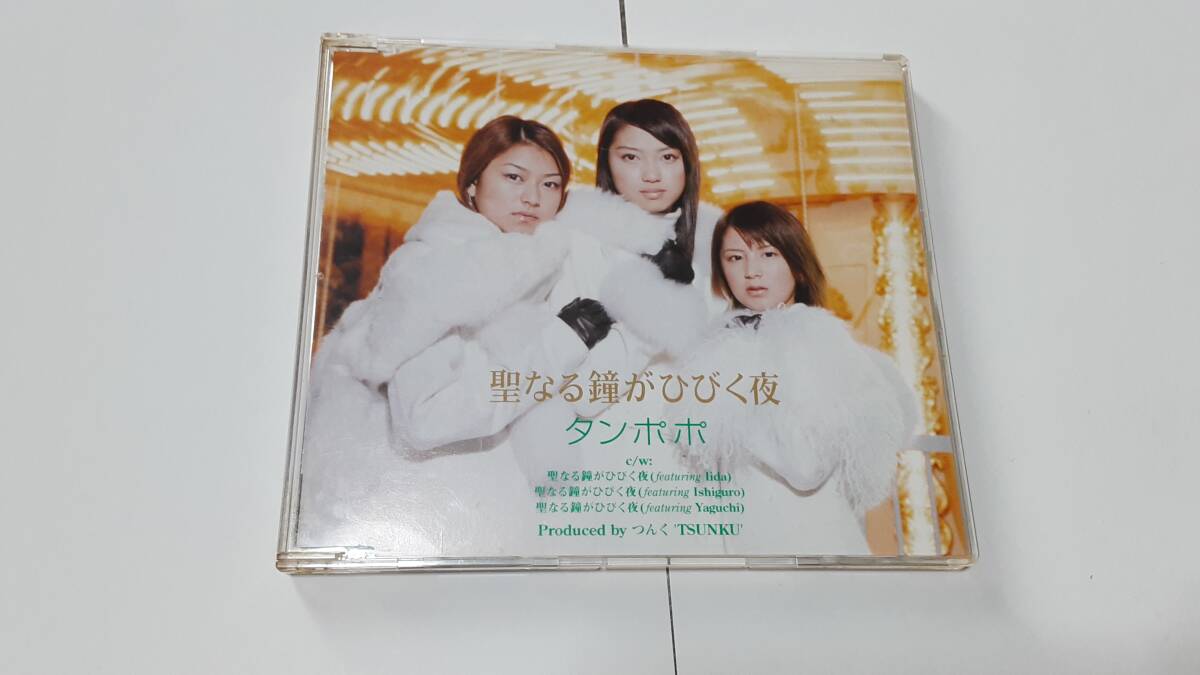 聖なる鐘がひびく夜
タンポポ
c/w:
聖なる鐘がひびく夜(featuring Iida)
聖なる鐘がひびく夜(featuring Ishiguro)
聖なる鐘がひびく夜(featuring Yaguchi)
Produced by つんく 'TSUNKU'